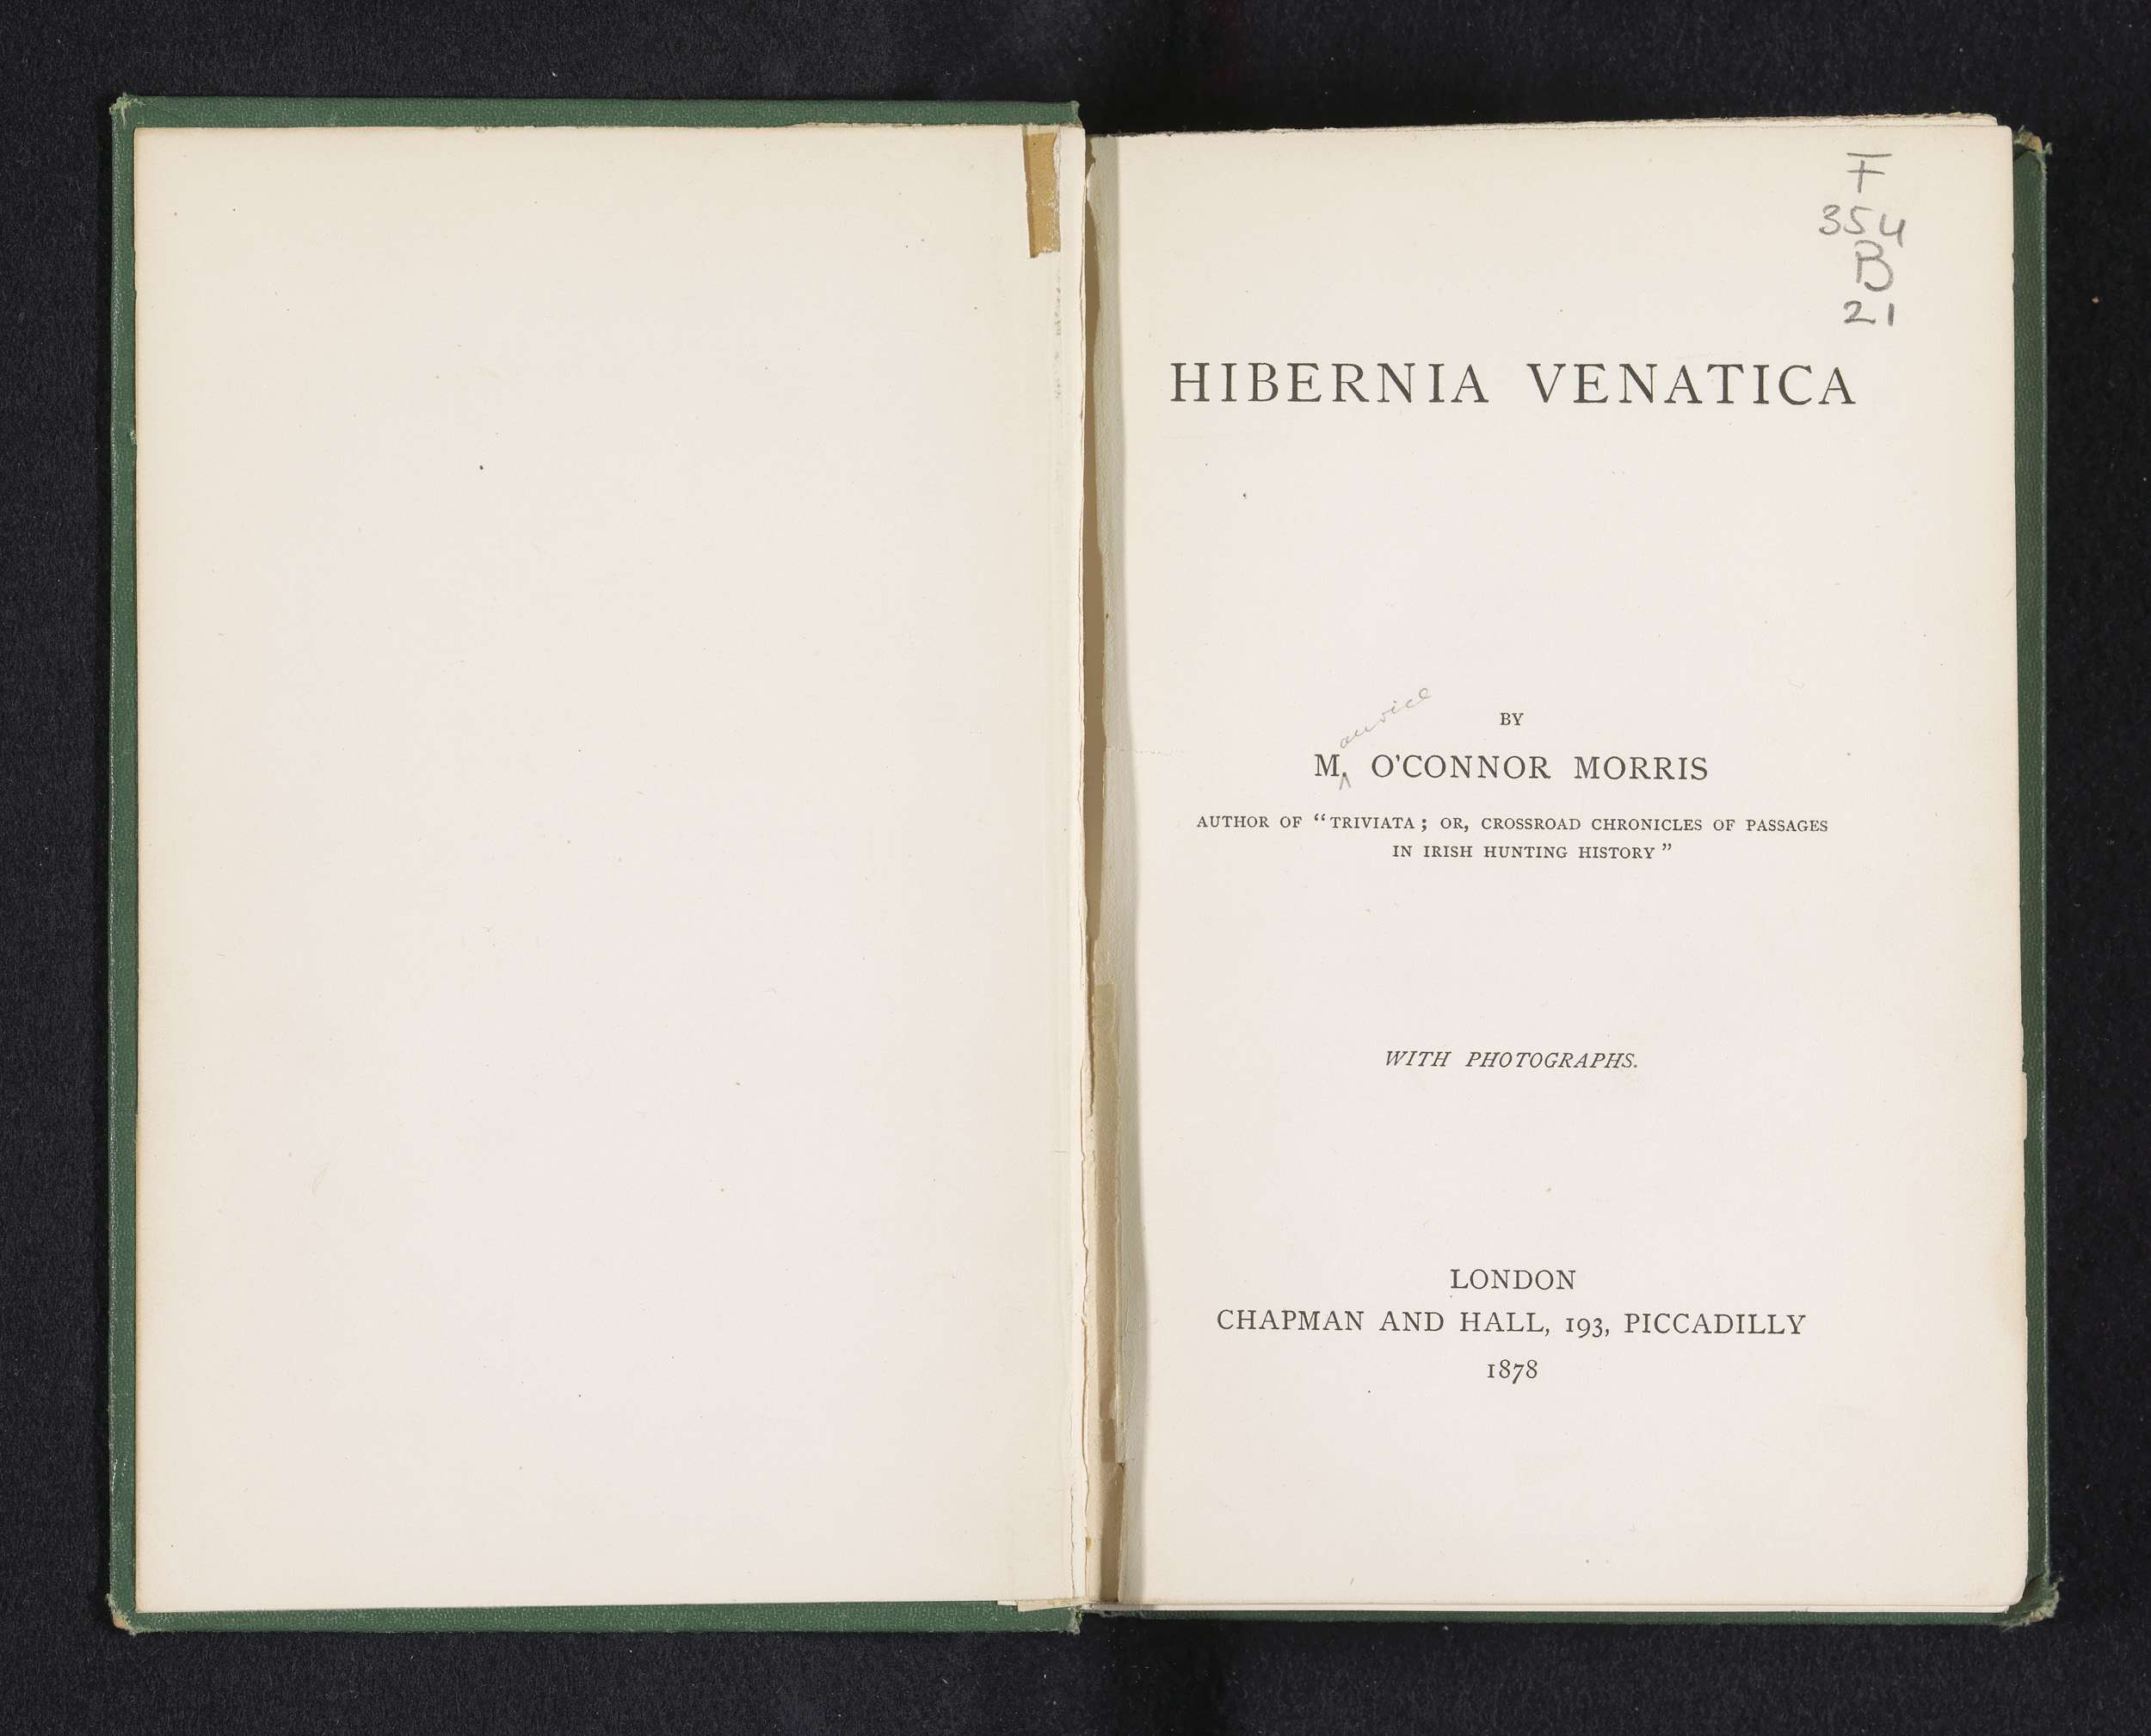 F
354
B
21
HIBERNIA VENATICA
BY
aurice
M. O'CONNOR MORRIS
AUTHOR OF “TRIVIATA; OR, CROSSROAD CHRONICLES OF PASSAGES
IN IRISH HUNTING HISTORY”
WITH PHOTOGRAPHS.
LONDON
CHAPMAN AND HALL, 193, PICCADILLY
1878